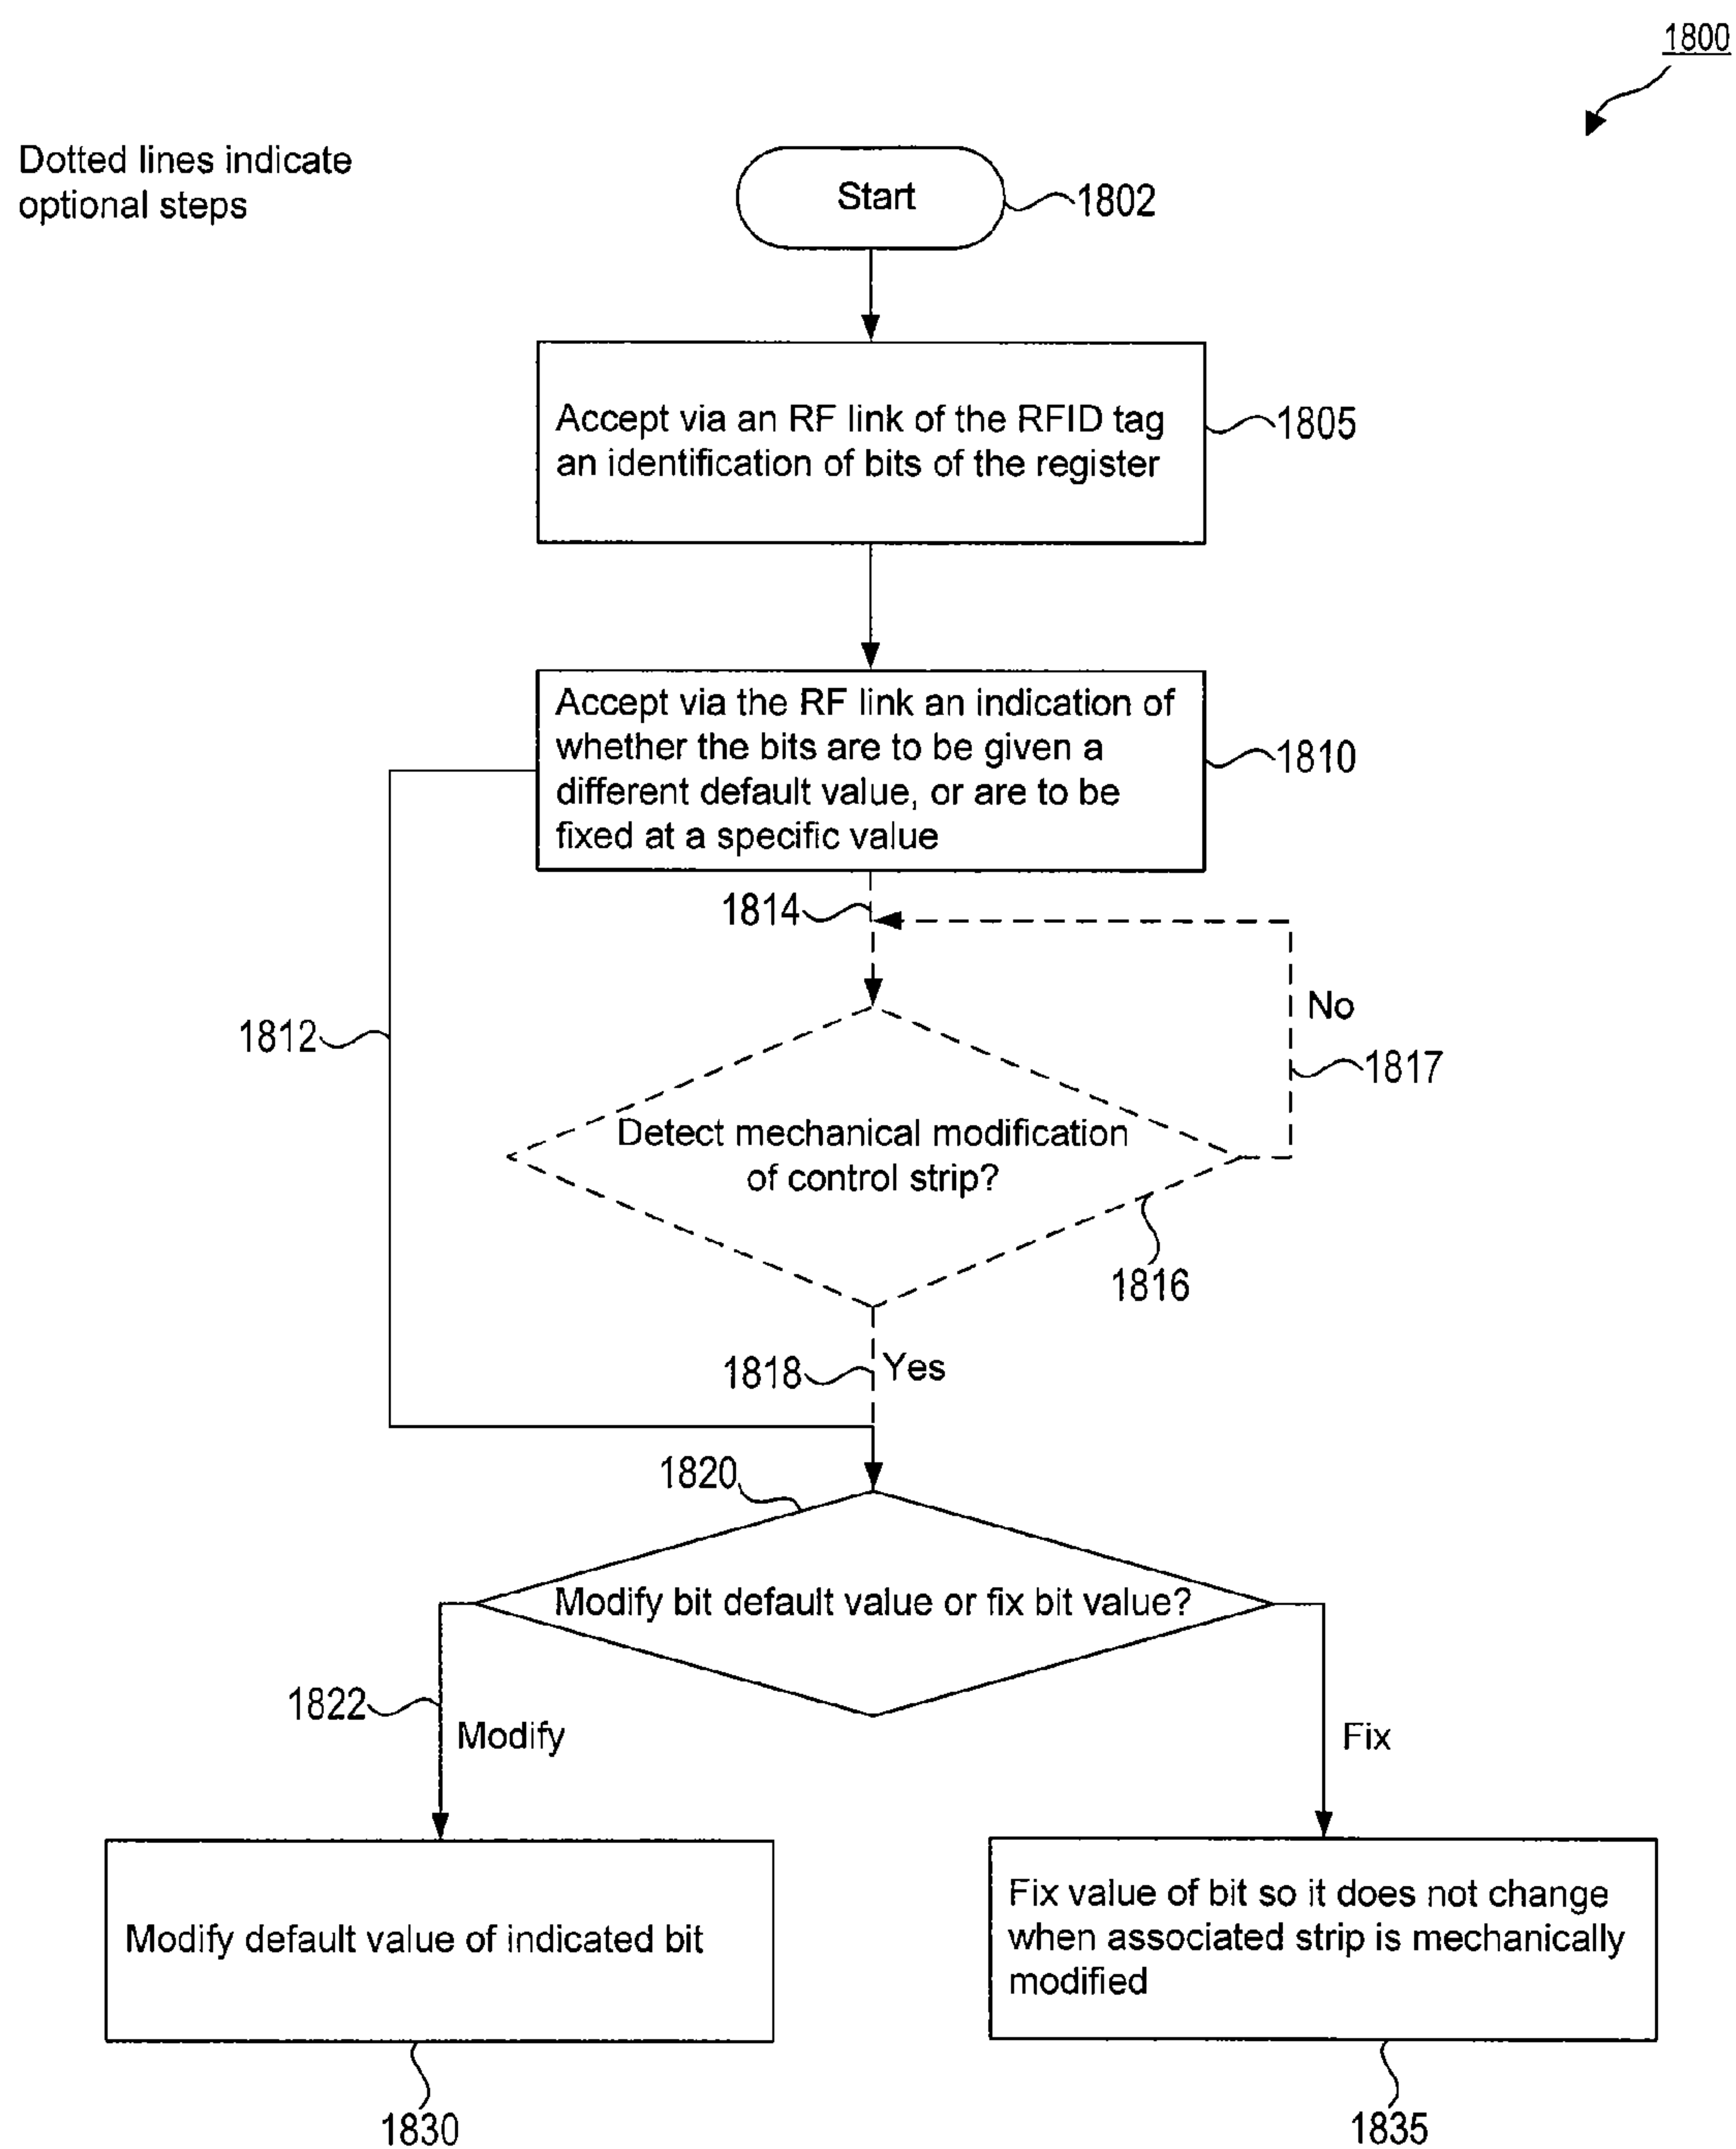 1800
Dotted lines indicate
optional steps
Start
1802
Accept via an RF link of the RFID tag
an identification of bits of the register
1805
Accept via the RF link an indication of
whether the bits are to be given a
different default value, or are to be
fixed at a specific value
1810
1814
No
1812
1817
Detect mechanical modification
of control strip?
1816
1818
Yes
1820
Modify bit default value or fix bit value?
1822
Modify
Fix
Modify default value of indicated bit
Fix value of bit so it does not change
when associated strip is mechanically
modified
1830
1835